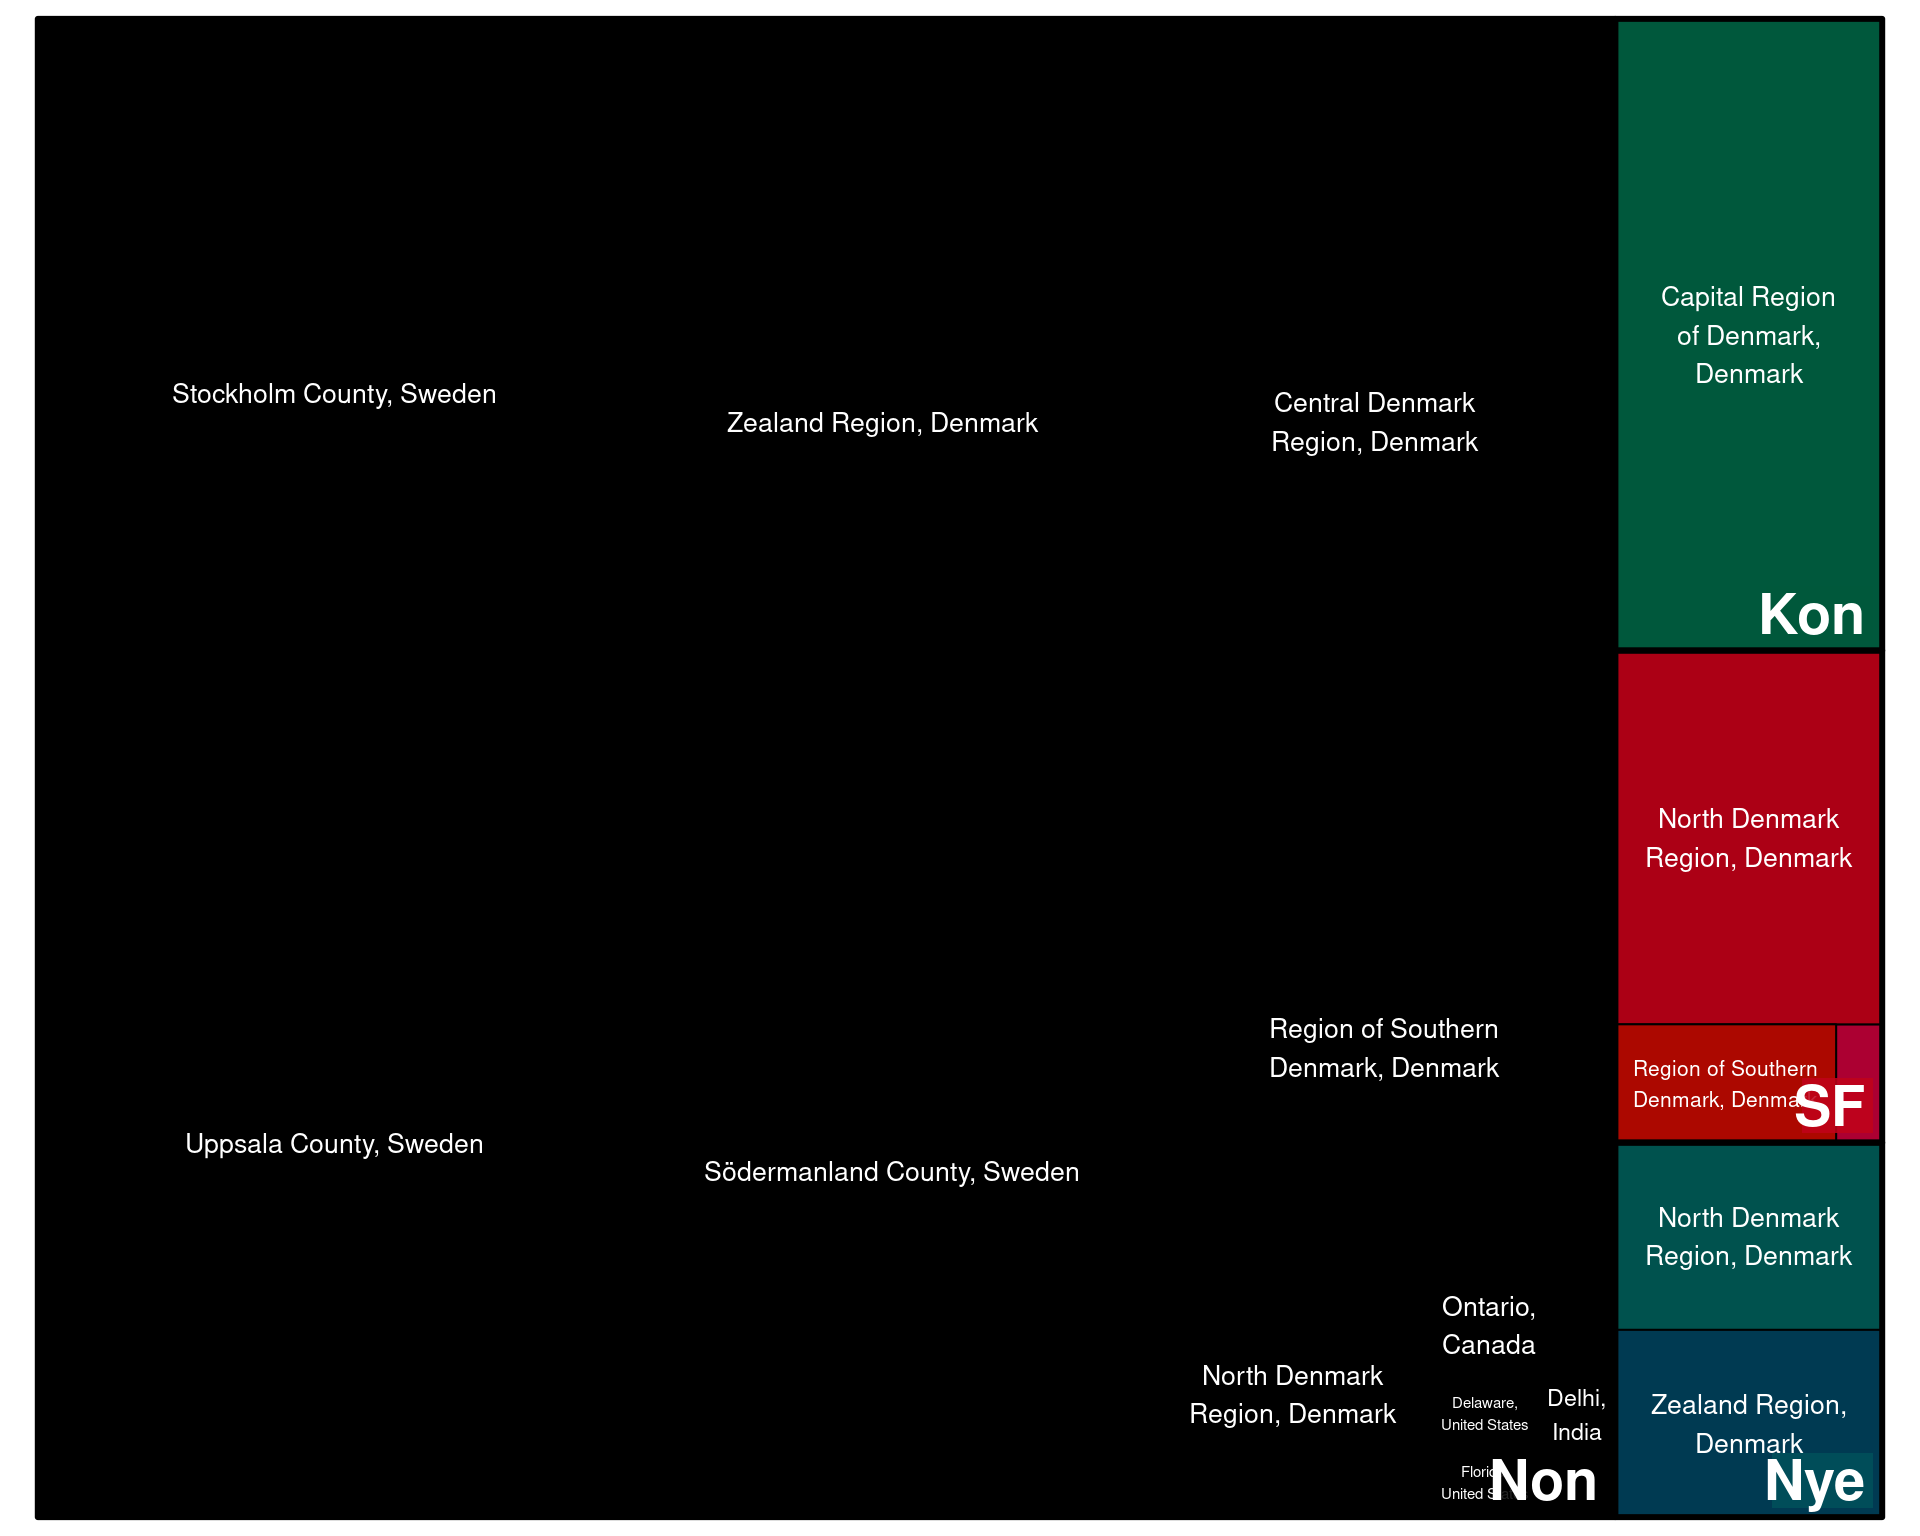 Stockholm County, Sweden
Zealand Region, Denmark
Central Denmark
Region, Denmark
Capital Region
of Denmark,
Denmark
Kon
North Denmark
Region, Denmark
Region of Southern
Denmark, Denmark
Region of Southern
Denmark,
SF
Uppsala County, Sweden
Södermanland County, Sweden
North Denmark
Region, Denmark
Ontario,
Canada
North Denmark
Region, Denmark
Delaware,
United States
Delhi,
India
United
Non
Zealand Region,
Denmark
Nye